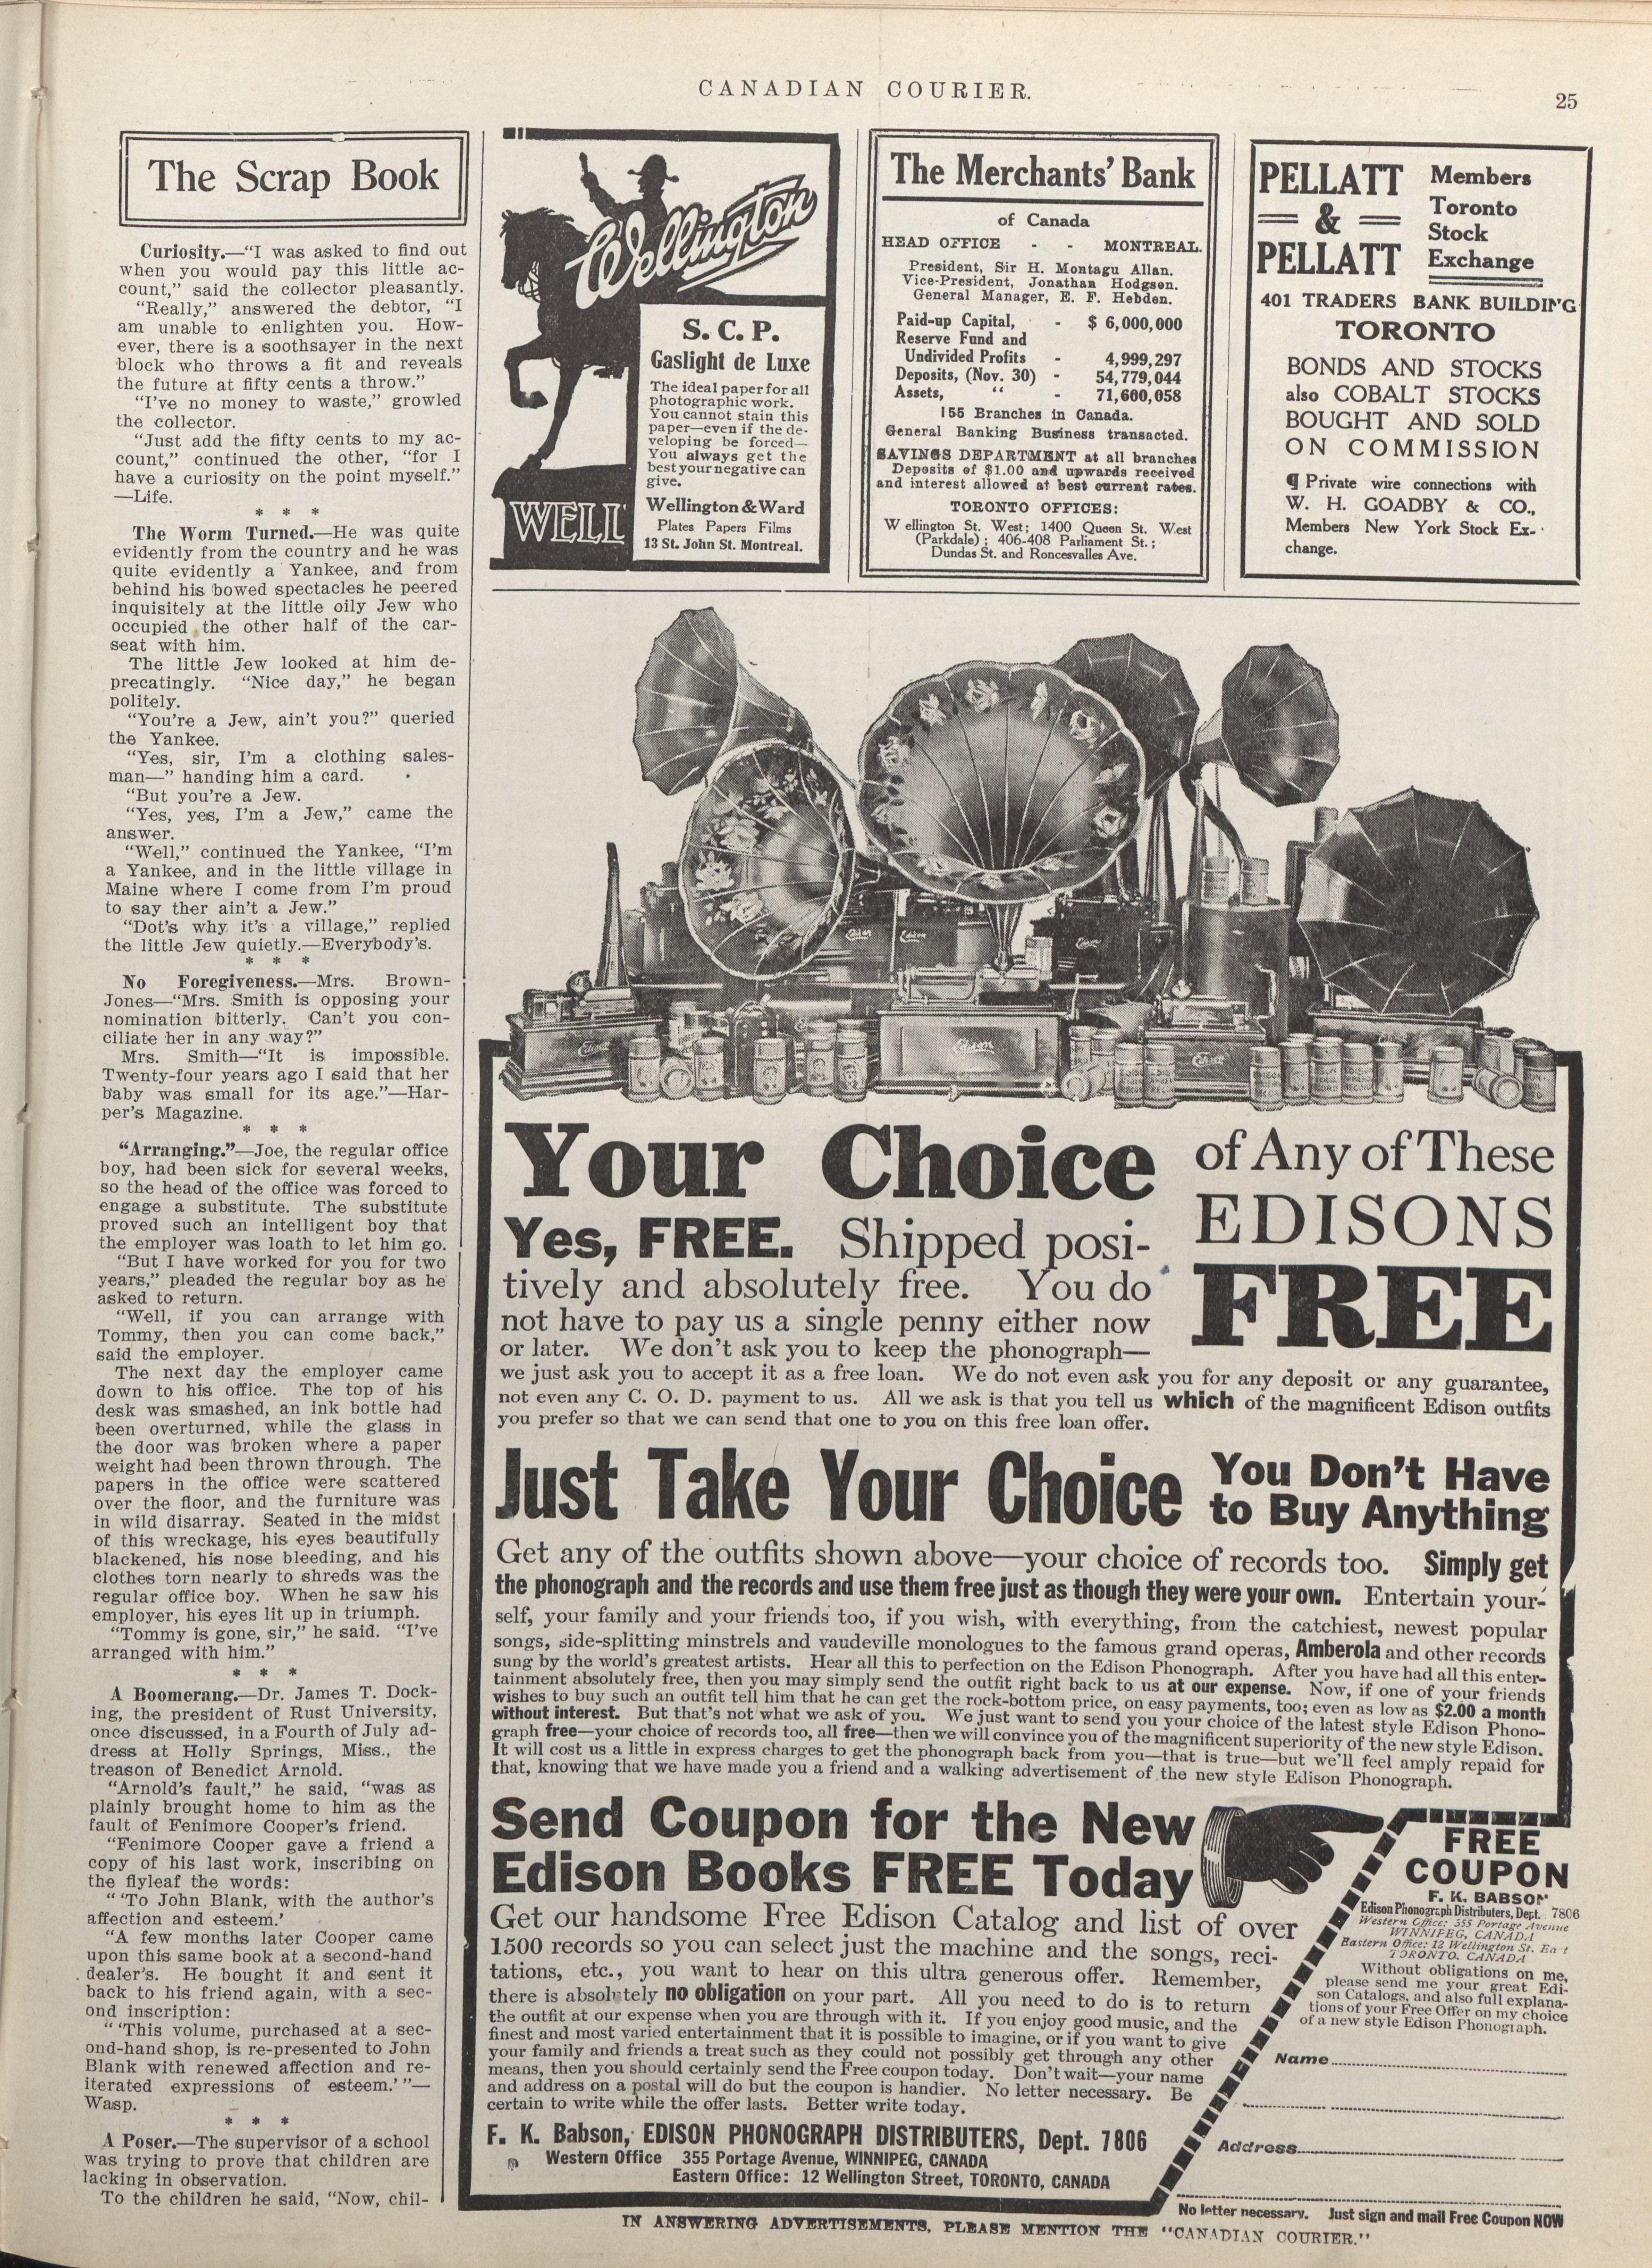 CANADIAN COURIER.
25
The Scrap Book
Curiosity.—"I was asked to find out
when you would pay this little ac-
count," said the collector pleasantly.
"Really," answered the debtor, "I
am unable to enlighten you. How-
ever, there is a soothsayer in the next
block who throws a fit and reveals
the future at fifty cents a throw."
"I've no money to waste," growled
the collector.
"Just add the fifty cents to my ac-
count," continued the other, "for I
have a curiosity on the point myself."
—Life.
* * *
The Worm Turned.—He was quite
evidently from the country and he was
quite evidently a Yankee, and from
behind his bowed spectacles he peered
inquisitely at the little oily Jew who
occupied the other half of the car-
seat with him.
The little Jew looked at him de-
precatingly. "Nice day," he began
politely.
"You're a Jew, ain't you?" queried
the Yankee.
"Yes, sir, I'm a clothing sales-
man—" handing him a card.
"But you're a Jew.
"Yes, yes, I'm a Jew," came the
answer.
"Well," continued the Yankee, "I'm
a Yankee, and in the little village in
Maine where I come from I'm proud
to say ther ain't a Jew."
"Dot's why it's a village," replied
the little Jew quietly.—Everybody's.
* * *
No Foregiveness.—Mrs. Brown-
Jones—"Mrs. Smith is opposing your
nomination bitterly. Can't you con-
ciliate her in any way?"
Mrs. Smith—"It is impossible.
Twenty-four years ago I said that her
baby was small for its age."—Har-
per's Magazine.
* * *
"Arranging."—Joe, the regular office
boy, had been sick for several weeks,
so the head of the office was forced to
engage a substitute. The substitute
proved such an intelligent boy that
the employer was loath to let him go.
"But I have worked for you for two
years," pleaded the regular boy as he
asked to return.
"Well, if you can arrange with
Tommy, then you can come back,"
said the employer.
The next day the employer came
down to his office. The top of his
desk was smashed, an ink bottle had
been overturned, while the glass in
the door was broken where a paper
weight had been thrown through. The
papers in the office were scattered
over the floor, and the furniture was
in wild disarray. Seated in the midst
of this wreckage, his eyes beautifully
blackened, his nose bleeding, and his
clothes torn nearly to shreds was the
regular office boy. When he saw his
employer, his eyes lit up in triumph.
"Tommy is gone, sir," he said. "I've
arranged with him."
* * *
A Boomerang.—Dr. James T. Dock-
ing, the president of Rust University,
once discussed, in a Fourth of July ad-
dress at Holly Springs, Miss., the
treason of Benedict Arnold.
"Arnold's fault," he said, "was as
plainly brought home to him as the
fault of Fenimore Cooper's friend.
"Fenimore Cooper gave a friend a
copy of his last work, inscribing on
the flyleaf the words:
"'To John Blank, with the author's
affection and esteem.'
"A few months later Cooper came
upon this same book at a second-hand
dealer's. He bought it and sent it
back to his friend again, with a sec-
ond inscription:
"'This volume, purchased at a sec-
ond-hand shop, is re-presented to John
Blank with renewed affection and re-
iterated expressions of esteem.'"—
Wasp.
* * *
A Poser.—The supervisor of a school
was trying to prove that children are
lacking in observation.
To the children he said, "Now, chil-
Wellington
S. C. P.
Gaslight de Luxe
The ideal paper for all
photographic work.
You cannot stain this
paper—even if the de-
veloping be forced—
You always get the
best your negative can
give.
Wellington & Ward
Plates Papers Films
13 St. John St. Montreal.
WELL
The Merchants' Bank
of Canada
HEAD OFFICE - - MONTREAL.
President, Sir H. Montagu Allan.
Vice-President, Jonathan Hodgson.
General Manager, E. F. Hebden.
Paid-up Capital, - $ 6,000,000
Reserve Fund and
Undivided Profits - 4,999,297
Deposits, (Nov. 30) - 54,779,044
Assets, " - 71,600,058
155 Branches in Canada.
General Banking Business transacted.
SAVINGS DEPARTMENT at all branches
Deposits of $1.00 and upwards received
and interest allowed at best current rates.
TORONTO OFFICES:
Wellington St. West; 1400 Queen St. West
(Parkdale); 406-408 Parliament St.;
Dundas St. and Roncesvalles Ave.
PELLATT
& 
PELLATT
Members
Toronto
Stock
Exchange
401 TRADERS BANK BUILDING
TORONTO
BONDS AND STOCKS
also COBALT STOCKS
BOUGHT AND SOLD
ON COMMISSION
¶ Private wire connections with
W. H. GOADBY & CO.,
Members New York Stock Ex-
change.
Edison
Edison
Edison
Edison
Edison
Edison
Your Choice
of Any of These
EDISONS
FREE
Yes, FREE. Shipped posi-
tively and absolutely free. You do
not have to pay us a single penny either now
or later. We don't ask you to keep the phonograph—
we just ask you to accept it as a free loan. We do not even ask you for any deposit or any guarantee,
not even any C. O. D. payment to us. All we ask is that you tell us which of the magnificent Edison outfits
you prefer so that we can send that one to you on this free loan offer.
Just Take Your Choice
You Don't Have
to Buy Anything
Get any of the outfits shown above—your choice of records too. Simply get
the phonograph and the records and use them free just as though they were your own. Entertain your-
self, your family and your friends too, if you wish, with everything, from the catchiest, newest popular
songs, side-splitting minstrels and vaudeville monologues to the famous grand operas, Amberola and other records
sung by the world's greatest artists. Hear all this to perfection on the Edison Phonograph. After you have had all this enter-
tainment absolutely free, then you may simply send the outfit right back to us at our expense. Now, if one of your friends
wishes to buy such an outfit tell him that he can get the rock-bottom price, on easy payments, too; even as low as $2.00 a month
without interest. But that's not what we ask of you. We just want to send you your choice of the latest style Edison Phono-
graph free—your choice of records too, all free—then we will convince you of the magnificent superiority of the new style Edison.
It will cost us a little in express charges to get the phonograph back from you—that is true—but we'll feel amply repaid for
that, knowing that we have made you a friend and a walking advertisement of the new style Edison Phonograph.
Send Coupon for the New
Edison Books FREE Today
Get our handsome Free Edison Catalog and list of over
1500 records so you can select just the machine and the songs, reci-
tations, etc., you want to hear on this ultra generous offer. Remember,
there is absolutely no obligation on your part. All you need to do is to return
the outfit at our expense when you are through with it. If you enjoy good music, and the
finest and most varied entertainment that it is possible to imagine, or if you want to give
your family and friends a treat such as they could not possibly get through any other
means, then you should certainly send the Free coupon today. Don't wait—your name
and address on a postal will do but the coupon is handier. No letter necessary. Be
certain to write while the offer lasts. Better write today.
F. K. Babson, EDISON PHONOGRAPH DISTRIBUTERS, Dept. 7806
Western Office 355 Portage Avenue, WINNIPEG, CANADA
Eastern Office: 12 Wellington Street, TORONTO, CANADA
FREE
COUPON
F. K. BABSON
Edison Phonograph Distributers, Dept. 7806
Western Office: 355 Portage Avenue
WINNIPEG, CANADA
Eastern Office: 12 Wellington St. East
TORONTO, CANADA
Without obligations on me,
please send me your great Edi-
son Catalogs, and also full explana-
tions of your Free Offer on my choice
of a new style Edison Phonograph.
Name
Address
No letter necessary. Just sign and mail Free Coupon NOW
IN ANSWERING ADVERTISEMENTS, PLEASE MENTION THE "CANADIAN COURIER."